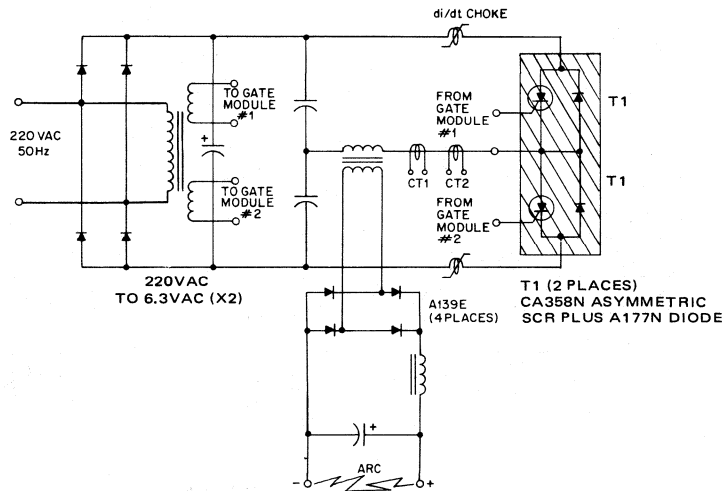 di/dt CHOKE
220 VAC
50Hz
TO GATE
MODULE
#1
+
TO GATE
MODULE
#2
220VAC
TO 6.3VAC (X2)
CT1
CT2
FROM
GATE
MODULE
#1
FROM
GATE
MODULE
#2
T1
T1
T1 (2 PLACES)
CA358N ASYMMETRIC
SCR PLUS A177N DIODE
A139E
(4PLACES)
+
ARC
-
+